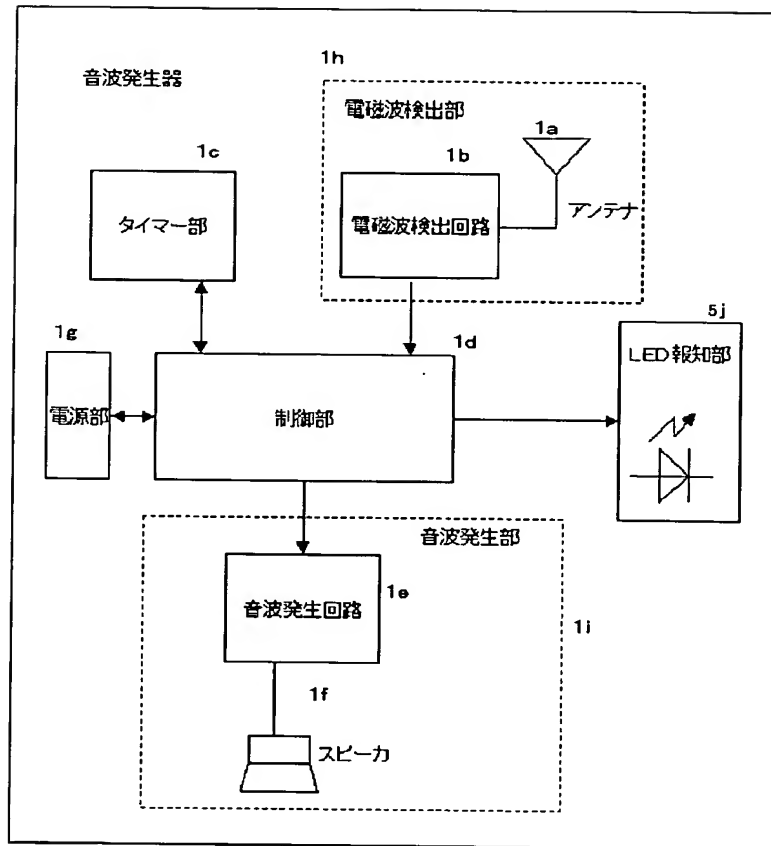 音波発生器
1h
電磁波検出部
1a
1c
1b
タイマー部
電磁波検出回路
アンテナ
5j
1g
1d
LED報知部
電源部
制御部
音波発生部
音波発生回路
1e
1i
1f
スピーカ